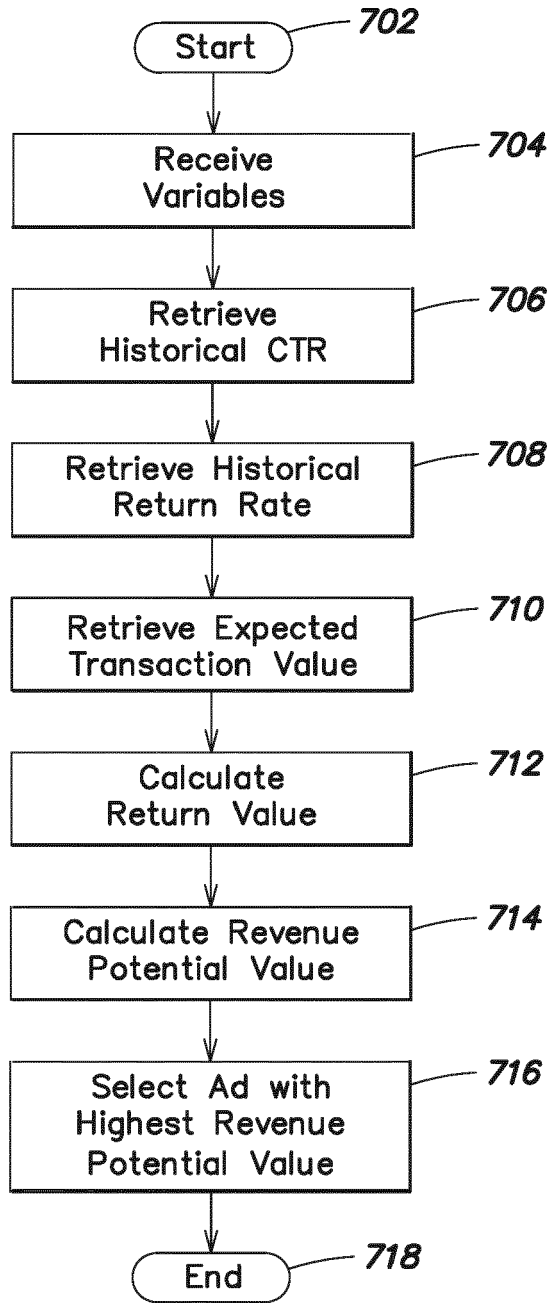 702
Start
704
Receive
Variables
706
Retrieve
Historical CTR
708
Retrieve Historical
Return Rate
710
Retrieve Expected
Transaction Value
712
Calculate
Return Value
714
Calculate Revenue
Potential Value
716
Select Ad with
Highest Revenue
Potential Value
718
End